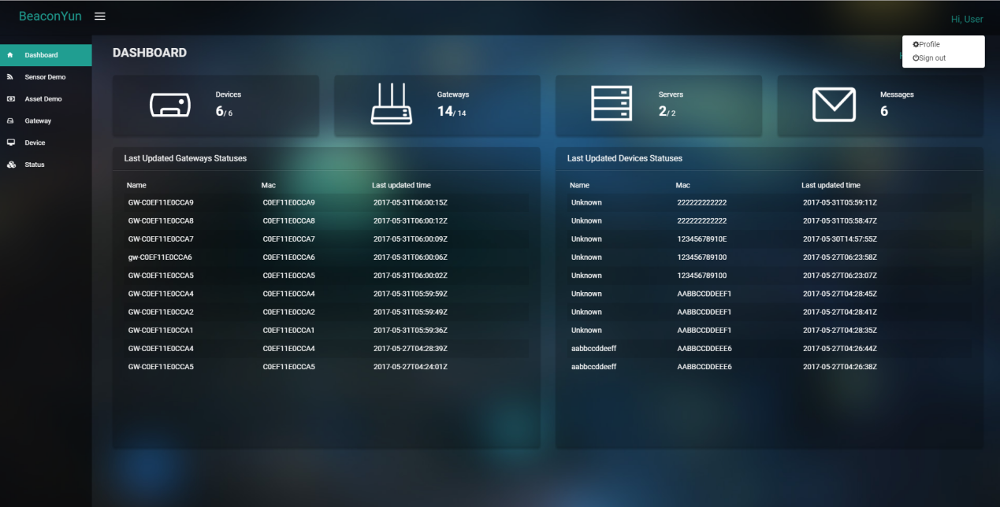 BeaconYun
Hi, User
Profile
Sign out
Dashboard
Sensor Demo
Asset Demo
Gateway
Device
Status
DASHBOARD
Devices
6/ 6
Gateways
14/ 14
Servers
2/ 2
Messages
6
Last Updated Gateways Statuses
Name Mac Last updated time
GW-C0EF11E0CCA9 C0EF11E0CCA9 2017-05-31T06:00:15Z
GW-C0EF11E0CCA8 C0EF11E0CCA8 2017-05-31T06:00:12Z
GW-C0EF11E0CCA7 C0EF11E0CCA7 2017-05-31T06:00:09Z
gw-C0EF11E0CCA6 C0EF11E0CCA6 2017-05-31T06:00:06Z
GW-C0EF11E0CCA5 C0EF11E0CCA5 2017-05-31T06:00:02Z
GW-C0EF11E0CCA4 C0EF11E0CCA4 2017-05-31T05:59:59Z
GW-C0EF11E0CCA2 C0EF11E0CCA2 2017-05-31T05:59:49Z
GW-C0EF11E0CCA1 C0EF11E0CCA1 2017-05-31T05:59:36Z
GW-C0EF11E0CCA4 C0EF11E0CCA4 2017-05-27T04:28:39Z
GW-C0EF11E0CCA5 C0EF11E0CCA5 2017-05-27T04:24:01Z
Last Updated Devices Statuses
Name Mac Last updated time
Unknown 222222222222 2017-05-31T05:59:11Z
Unknown 222222222222 2017-05-31T05:58:47Z
Unknown 12345678910E 2017-05-30T14:57:55Z
Unknown 123456789100 2017-05-27T06:23:58Z
Unknown 123456789100 2017-05-27T06:23:07Z
Unknown AABBCCDDEEF1 2017-05-27T04:28:45Z
Unknown AABBCCDDEEF1 2017-05-27T04:28:41Z
Unknown AABBCCDDEEF1 2017-05-27T04:28:35Z
aabbccddeeff AABBCCDDEEE6 2017-05-27T04:26:44Z
aabbccddeeff AABBCCDDEEE6 2017-05-27T04:26:38Z